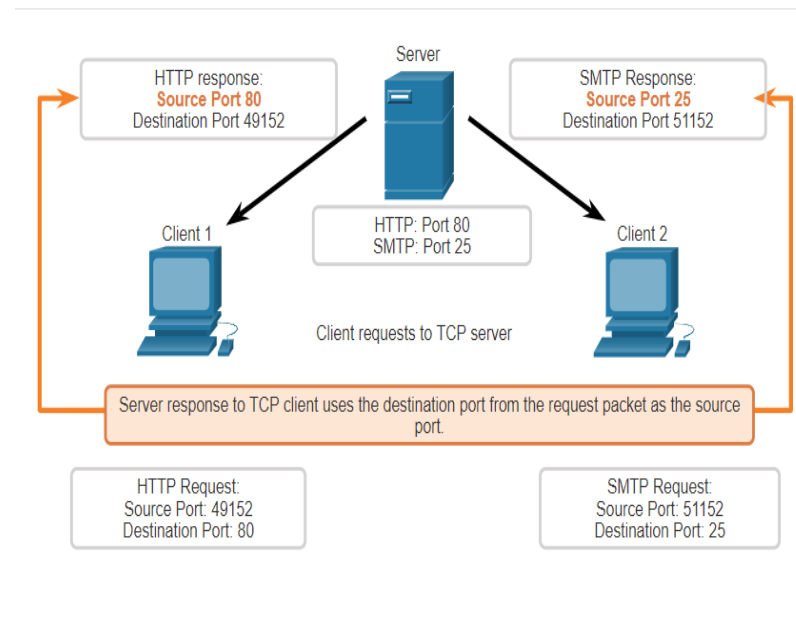 Server
HTTP response:
Source Port 80
Destination Port 49152
SMTP Response:
Source Port 25
Destination Port 51152
HTTP: Port 80
SMTP: Port 25
Client 1
Client 2
Client requests to TCP server
Server response to TCP client uses the destination port from the request packet as the source
port.
HTTP Request:
Source Port: 49152
Destination Port: 80
SMTP Request:
Source Port: 51152
Destination Port: 25